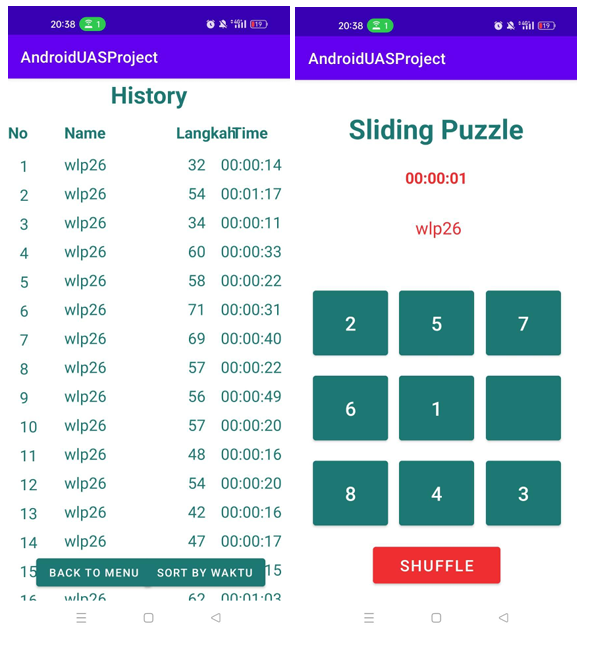 20:38 1 19
AndroidUASProject
History
No Name Langkah Time
1 wlp26 32 00:00:14
2 wlp26 54 00:01:17
3 wlp26 34 00:00:11
4 wlp26 60 00:00:33
5 wlp26 58 00:00:22
6 wlp26 71 00:00:31
7 wlp26 69 00:00:40
8 wlp26 57 00:00:22
9 wlp26 56 00:00:49
10 wlp26 57 00:00:20
11 wlp26 48 00:00:16
12 wlp26 54 00:00:20
13 wlp26 42 00:00:16
14 wlp26 47 00:00:17
15 BACK TO MENU SORT BY WAKTU 15
16 wlp26 62 00:01:03
20:38 1 19
AndroidUASProject
Sliding Puzzle
00:00:01
wlp26
2 5 7
6 1
8 4 3
SHUFFLE